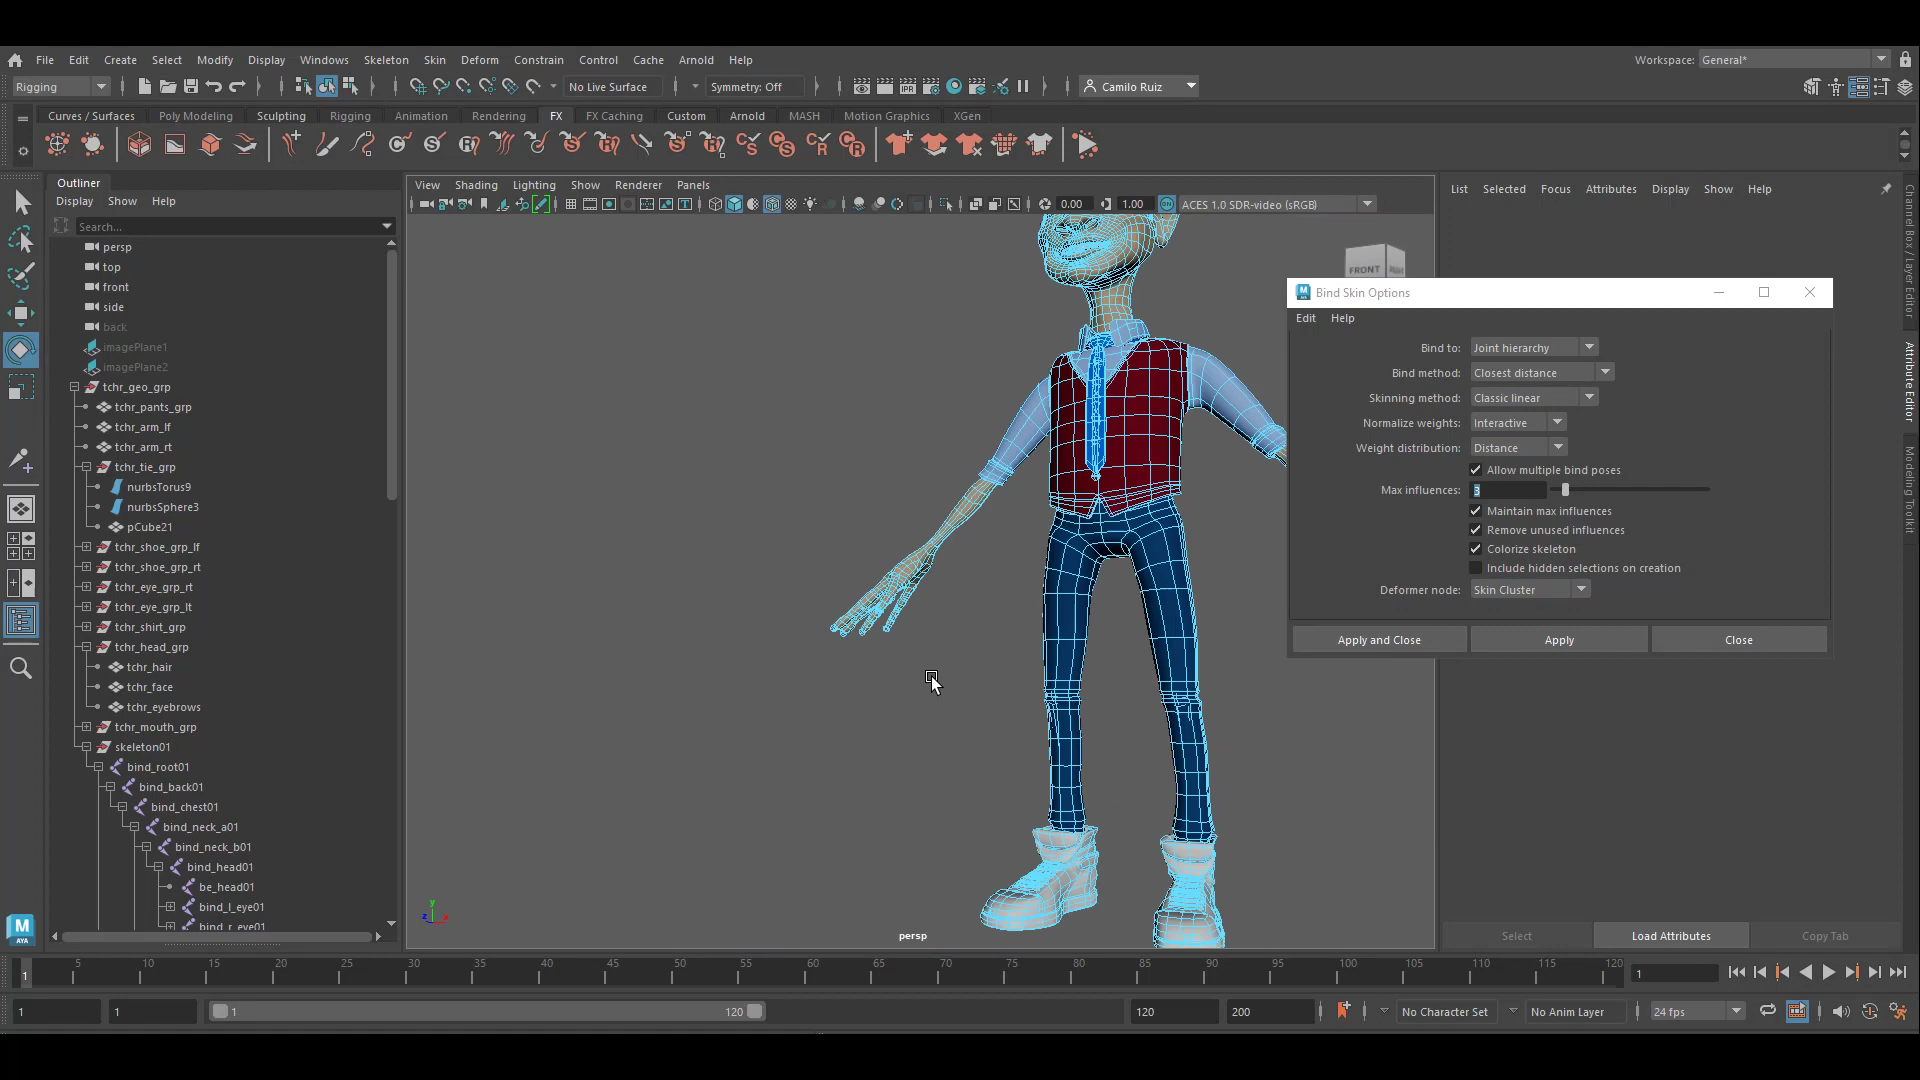 File Edit Create Select Modify Display Windows Skeleton Skin Deform Constrain Control Cache Arnold Help
Workspace: General*
Rigging
No Live Surface
Symmetry: Off
Camilo Ruiz
Curves / Surfaces Poly Modeling Sculpting Rigging Animation Rendering FX FX Caching Custom Arnold MASH Motion Graphics XGen
Outliner
Display Show Help
Search...
persp
top
front
side
back
imagePlane1
imagePlane2
tchr_geo_grp
tchr_pants_grp
tchr_arm_lf
tchr_arm_rt
tchr_tie_grp
nurbsTorus9
nurbsSphere3
pCube21
tchr_shoe_grp_lf
tchr_shoe_grp_rt
tchr_eye_grp_rt
tchr_eye_grp_lt
tchr_shirt_grp
tchr_head_grp
tchr_hair
tchr_face
tchr_eyebrows
tchr_mouth_grp
skeleton01
bind_root01
bind_back01
bind_chest01
bind_neck_a01
bind_neck_b01
bind_head01
be_head01
bind_l_eye01
bind_r_eye01
View Shading Lighting Show Renderer Panels
0.00
1.00
ACES 1.0 SDR-video (sRGB)
FRONT
persp
List Selected Focus Attributes Display Show Help
Bind Skin Options
Edit Help
Bind to: Joint hierarchy
Bind method: Closest distance
Skinning method: Classic linear
Normalize weights: Interactive
Weight distribution: Distance
Allow multiple bind poses
Max influences: 3
Maintain max influences
Remove unused influences
Colorize skeleton
Include hidden selections on creation
Deformer node: Skin Cluster
Apply and Close Apply Close
Channel Box / Layer Editor
Attribute Editor
Modeling Toolkit
Select Load Attributes Copy Tab
1 5 10 15 20 25 30 35 40 45 50 55 60 65 70 75 80 85 90 95 100 105 110 115 120
1
1 1 1 120 120 200
No Character Set
No Anim Layer
24 fps